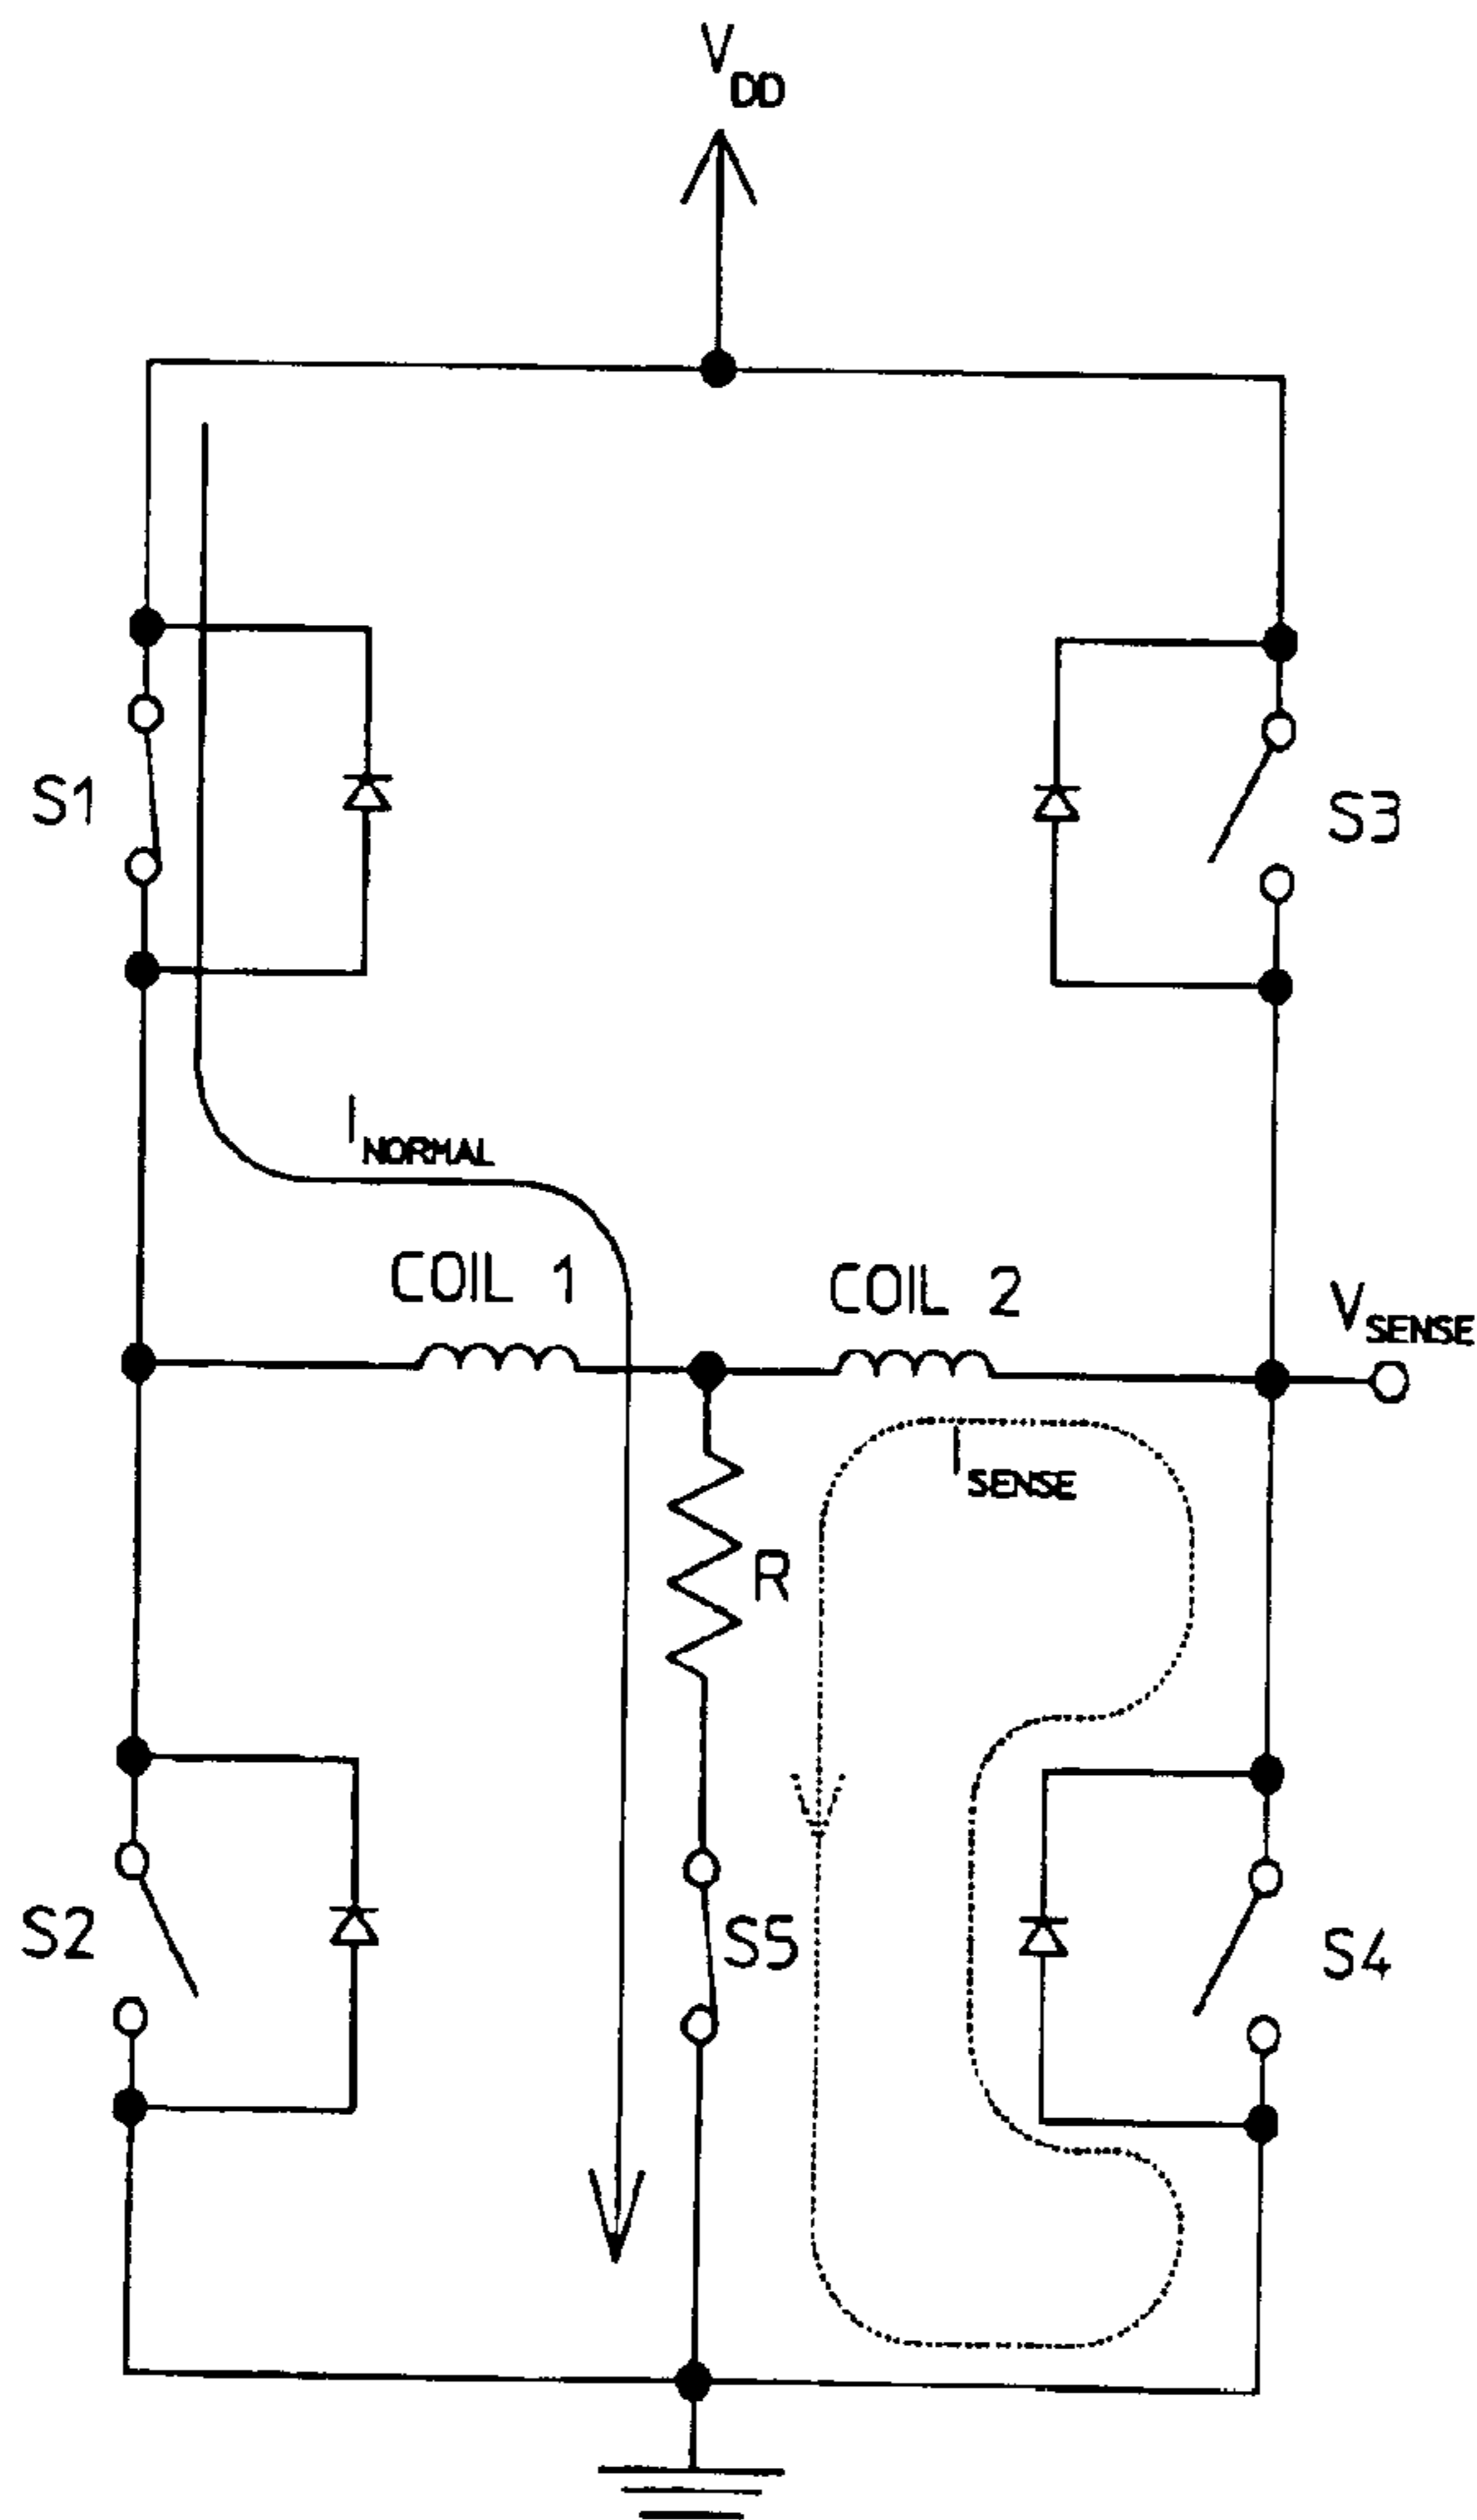 VDD
S1
S3
INORMAL
COIL 1
COIL 2
VSENSE
ISENSE
R
S2
S5
S4